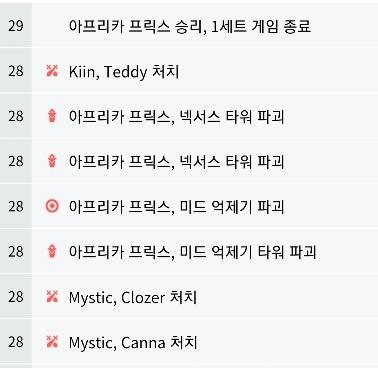 29 아프리카 프릭스 승리, 1세트 게임 종료
28 Kiin, Teddy 처치
28 아프리카 프릭스, 넥서스 타워 파괴
28 아프리카 프릭스, 넥서스 타워 파괴
28 아프리카 프릭스, 미드 억제기 파괴
28 아프리카 프릭스, 미드 억제기 타워 파괴
28 Mystic, Clozer 처치
28 Mystic, Canna 처치